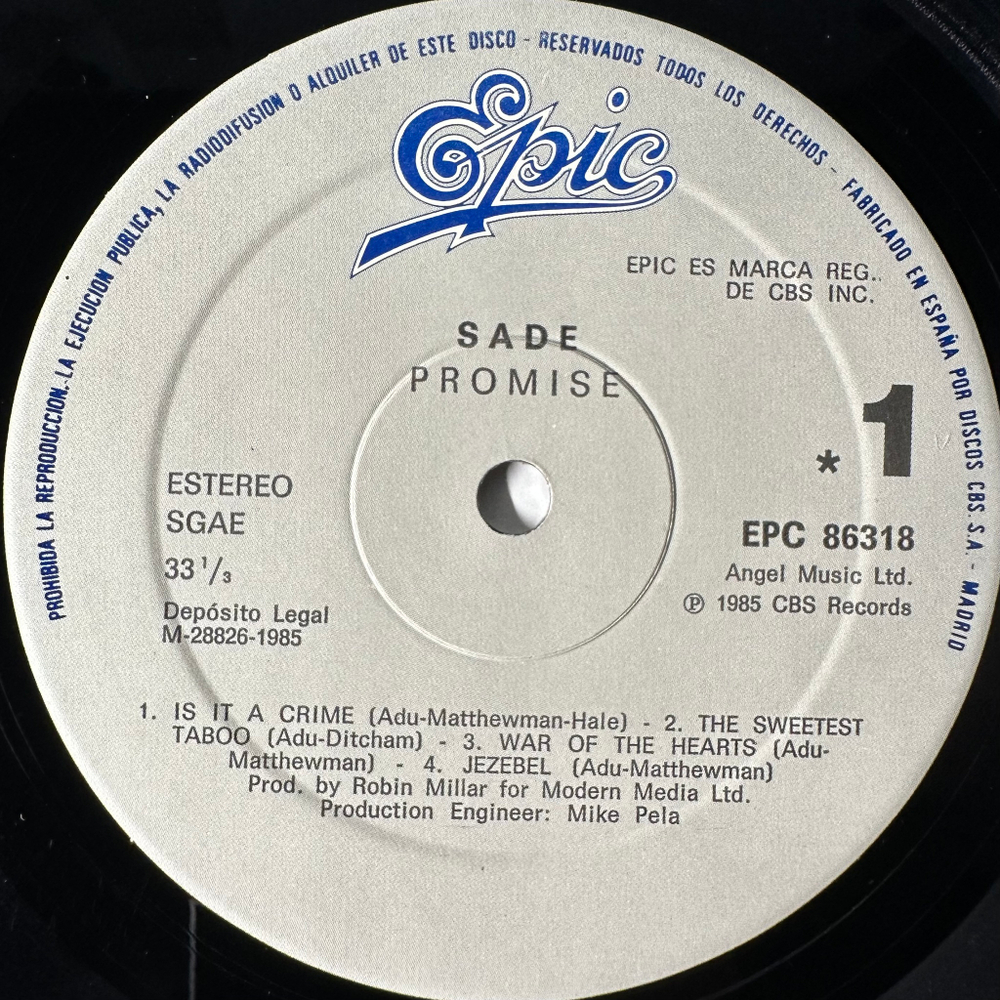 PROHIBIDA LA REPRODUCCION. LA EJECUCION PUBLICA, LA RADIODIFUSION O ALQUILER DE ESTE DISCO - RESERVADOS TODOS LOS DERECHOS - FABRICADO EN ESPAÑA POR DISCOS CBS. S.A. - MADRID
Epic
EPIC ES MARCA REG.
DE CBS INC.
SADE
PROMISE
* 1
ESTEREO
SGAE
33 1/3
Depósito Legal
M-28826-1985
EPC 86318
Angel Music Ltd.
℗ 1985 CBS Records
1. IS IT A CRIME (Adu-Matthewman-Hale) - 2. THE SWEETEST
TABOO (Adu-Ditcham) - 3. WAR OF THE HEARTS (Adu-
Matthewman) - 4. JEZEBEL (Adu-Matthewman)
Prod. by Robin Millar for Modern Media Ltd.
Production Engineer: Mike Pela